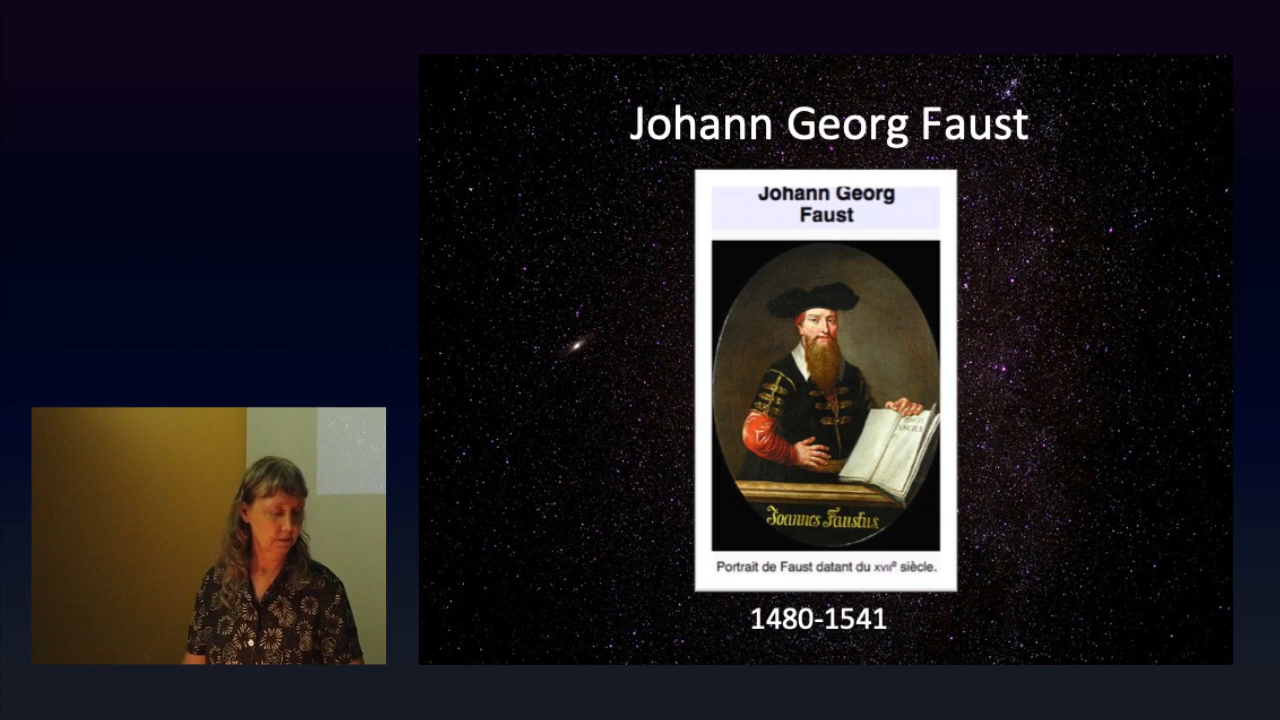 Johann Georg Faust
Johann Georg
Faust
Joannes Faustus
Portrait de Faust datant du XVIIe siècle.
1480-1541